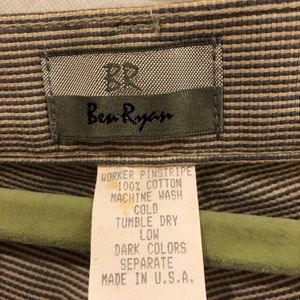 BR
Ben Ryan
WORKER PINSTRIPE
100% COTTON
MACHINE WASH
COLD
TUMBLE DRY
LOW
DARK COLORS
SEPARATE
MADE IN U.S.A.